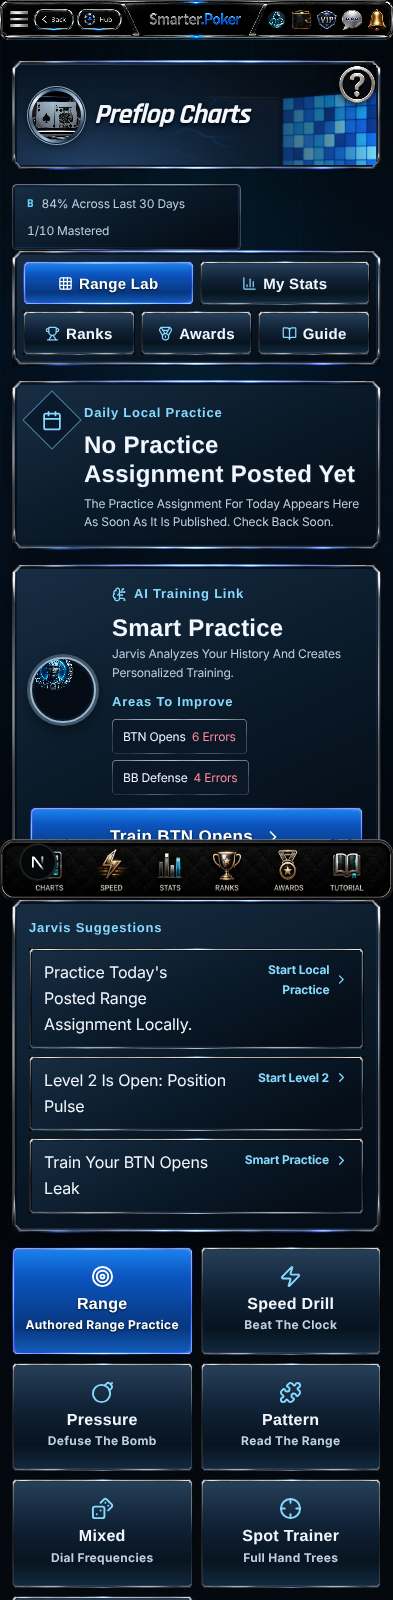 Back
Hub
Smarter.Poker
VIP
Preflop Charts
?
B 84% Across Last 30 Days
1/10 Mastered
Range Lab
My Stats
Ranks
Awards
Guide
Daily Local Practice
No Practice
Assignment Posted Yet
The Practice Assignment For Today Appears Here
As Soon As It Is Published. Check Back Soon.
AI Training Link
Smart Practice
Jarvis Analyzes Your History And Creates
Personalized Training.
Areas To Improve
BTN Opens 6 Errors
BB Defense 4 Errors
Train BTN Opens
N
CHARTS
SPEED
STATS
RANKS
AWARDS
TUTORIAL
Jarvis Suggestions
Practice Today's
Posted Range
Assignment Locally.
Start Local
Practice
Level 2 Is Open: Position
Pulse
Start Level 2
Train Your BTN Opens
Leak
Smart Practice
Range
Authored Range Practice
Speed Drill
Beat The Clock
Pressure
Defuse The Bomb
Pattern
Read The Range
Mixed
Dial Frequencies
Spot Trainer
Full Hand Trees